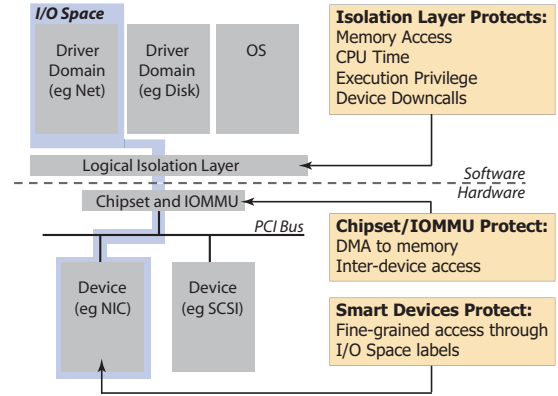 I/O Space
Driver
Domain
(eg Net)
Driver
Domain
(eg Disk)
OS
Isolation Layer Protects:
Memory Access
CPU Time
Execution Privilege
Device Downcalls
Logical Isolation Layer
Software
Hardware
Chipset and IOMMU
PCI Bus
Chipset/IOMMU Protect:
DMA to memory
Inter-device access
Device
(eg NIC)
Device
(eg SCSI)
Smart Devices Protect:
Fine-grained access through
I/O Space labels